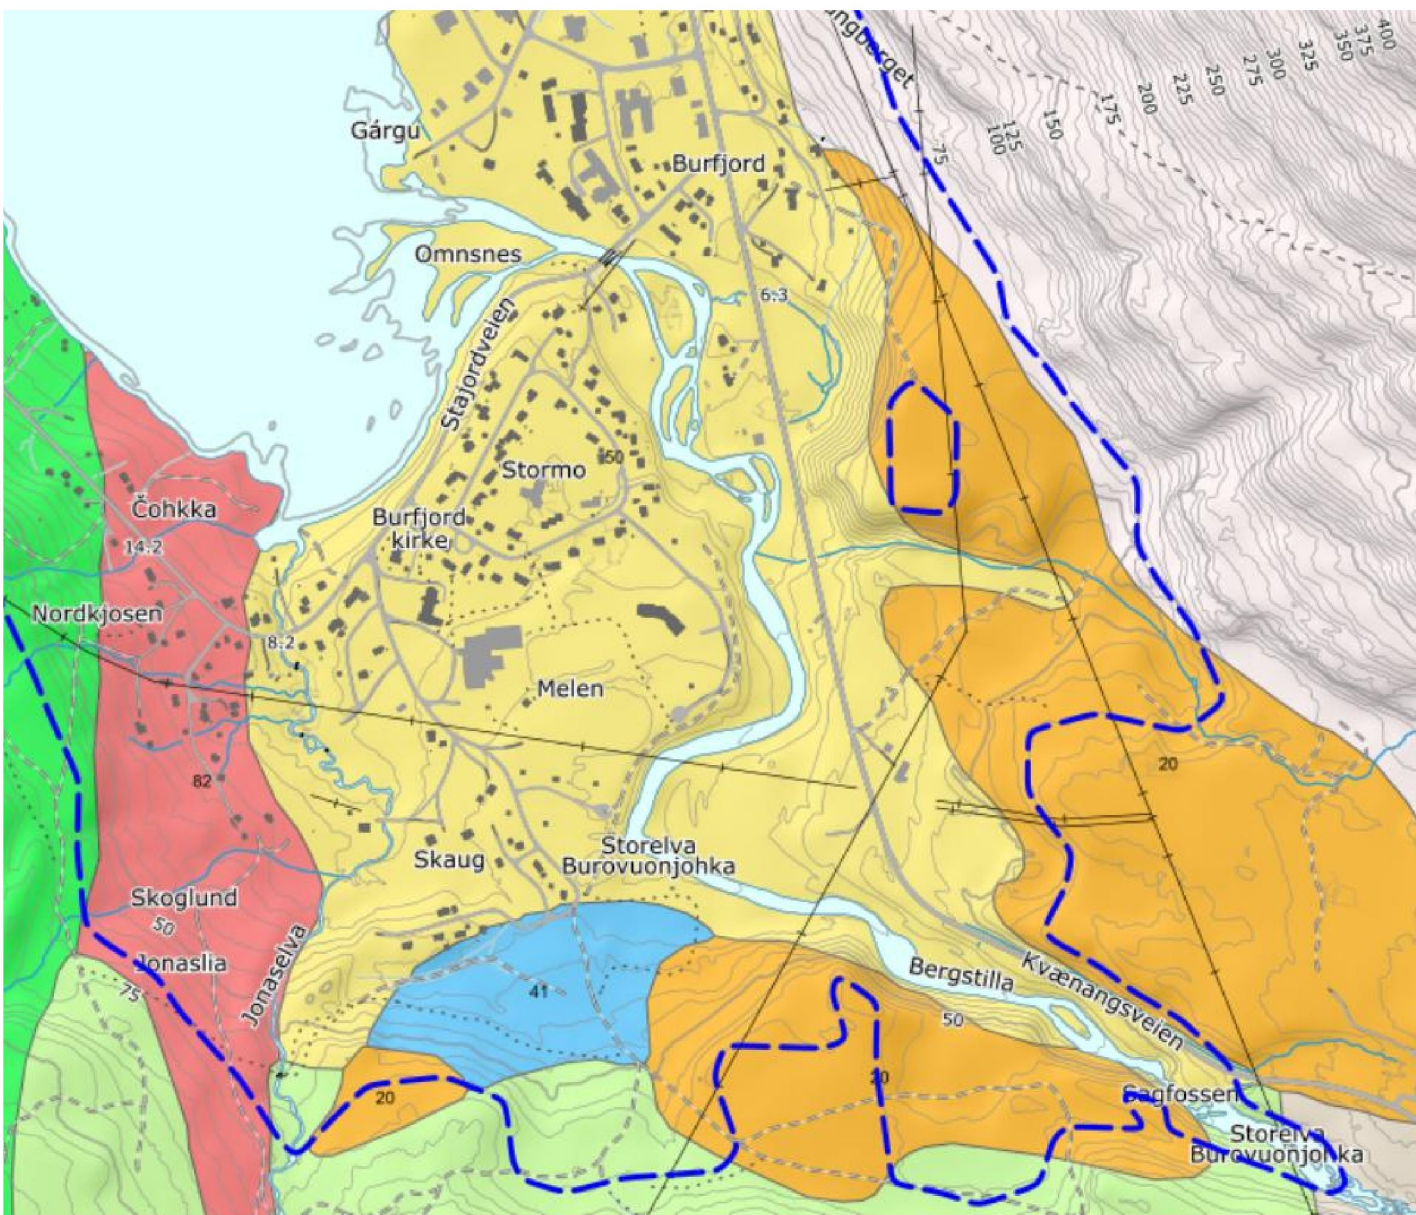 ungberget
400
375
350
325
300
275
250
225
200
175
150
125
100
75
Gárgu
Burfjord
Omnsnes
6.3
Stajordveien
50
Stormo
Čohkka
Burfjord
kirke
14.2
Nordkjosen
8.2
Melen
20
82
Skaug
Storelva
Burovuonjohka
Skoglund
50
Jonaslia
75
Jonaselva
41
Bergstilla
Kvænangsveien
50
20
20
Sagfossen
Storelva
Burovuonjohka